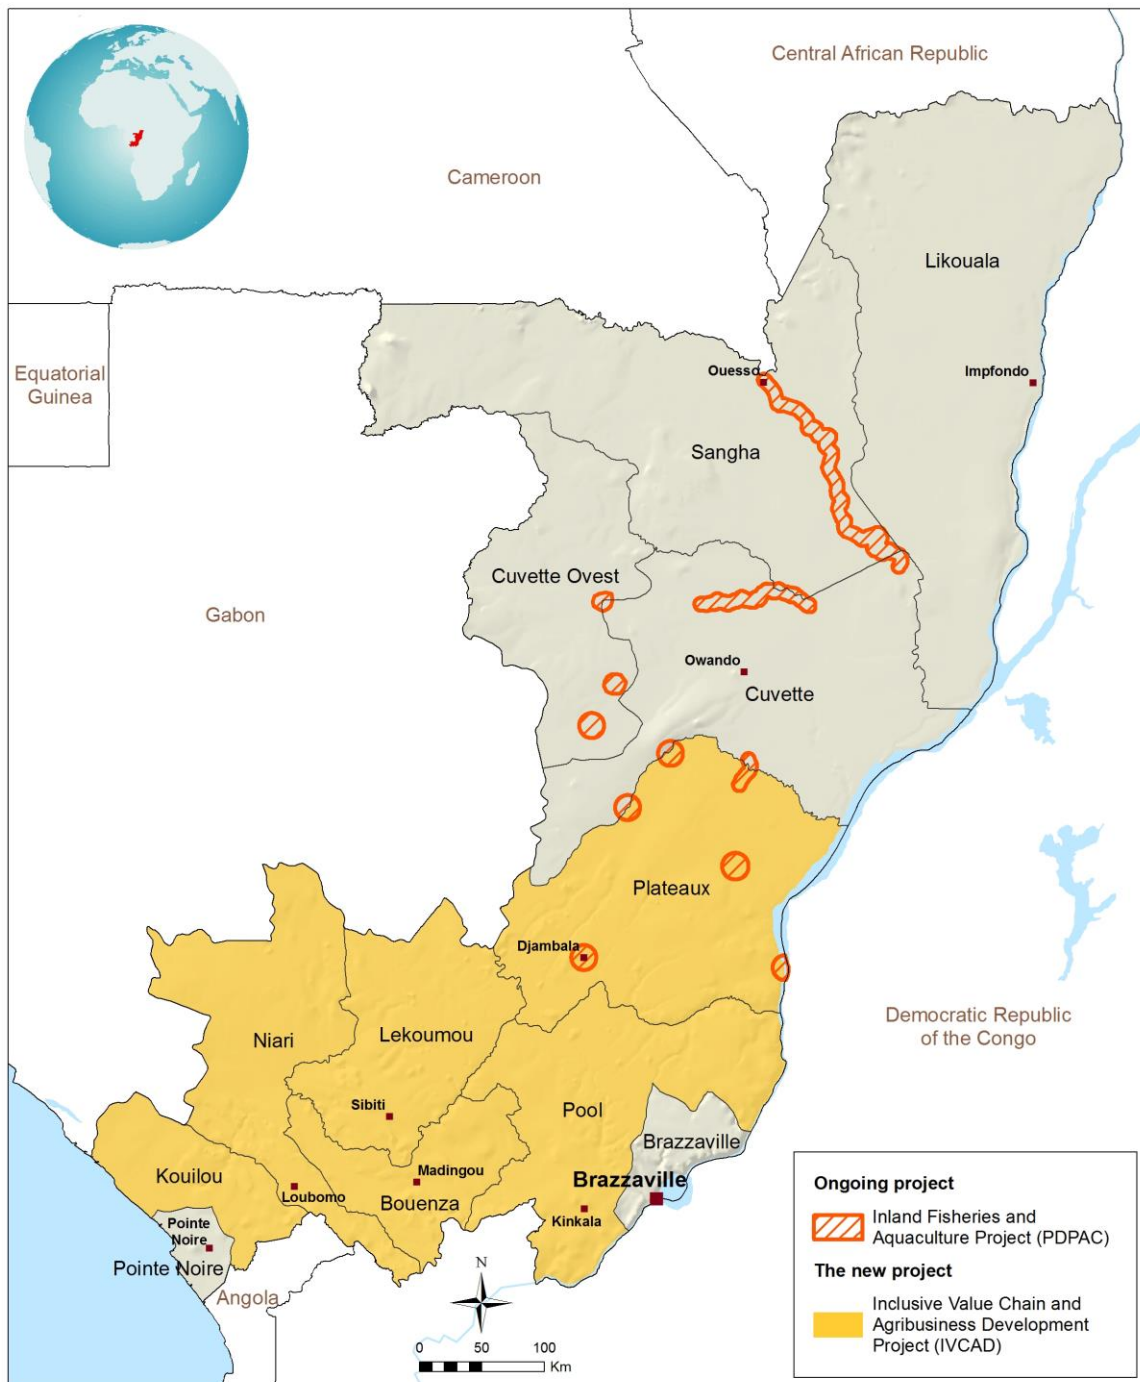 Central African Republic
Cameroon
Likouala
Equatorial
Guinea
Ouesso
Impfondo
Sangha
Cuvette Ovest
Gabon
Owando
Cuvette
Plateaux
Djambala
Democratic Republic
of the Congo
Niari
Lekoumou
Sibiti
Pool
Brazzaville
Kouilou
Madingou
Brazzaville
Loubomo
Bouenza
Kinkala
Pointe
Noire
Pointe Noire
Angola
N
0 50 100
Km
Ongoing project
Inland Fisheries and
Aquaculture Project (PDPAC)
The new project
Inclusive Value Chain and
Agribusiness Development
Project (IVCAD)